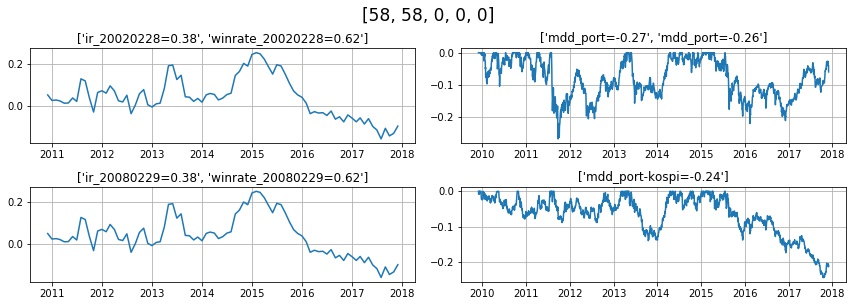 [58, 58, 0, 0, 0]
['ir_20020228=0.38', 'winrate_20020228=0.62']
0.2
0.0
2011 2012 2013 2014 2015 2016 2017 2018
['mdd_port=-0.27', 'mdd_port=-0.26']
0.0
−0.1
−0.2
2010 2011 2012 2013 2014 2015 2016 2017 2018
['ir_20080229=0.38', 'winrate_20080229=0.62']
0.2
0.0
2011 2012 2013 2014 2015 2016 2017 2018
['mdd_port-kospi=-0.24']
0.0
−0.1
−0.2
2010 2011 2012 2013 2014 2015 2016 2017 2018